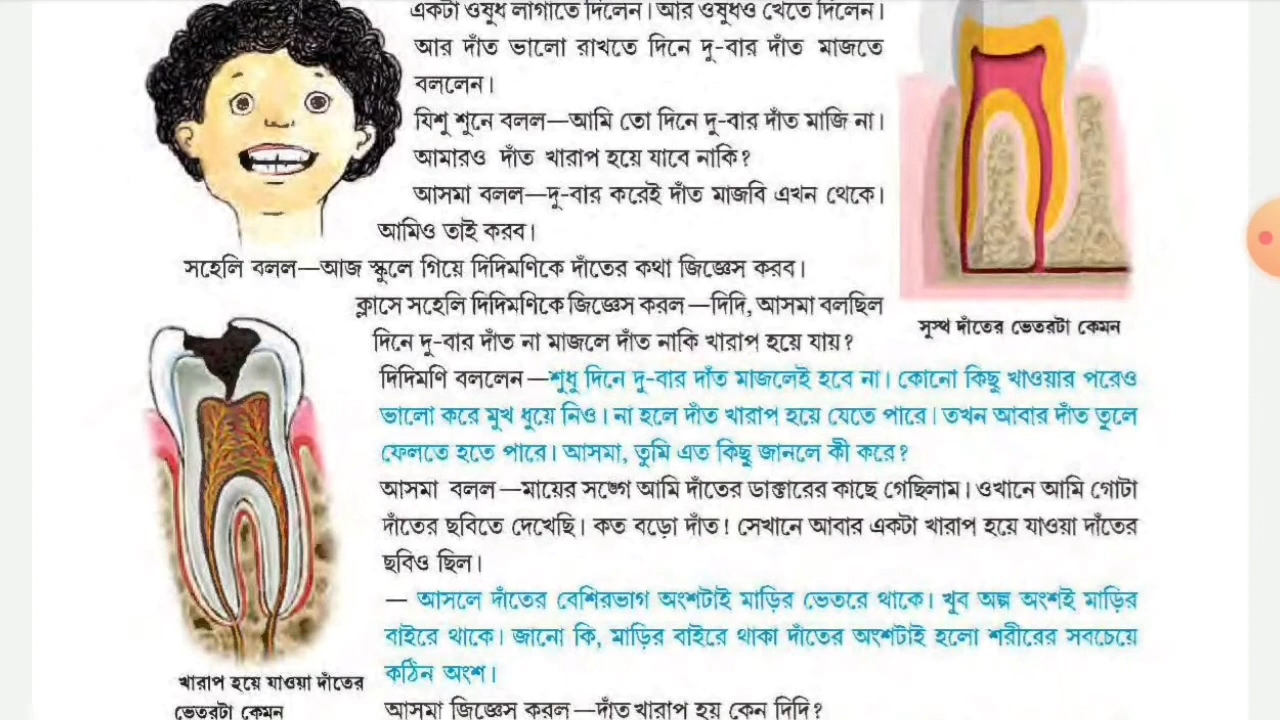 একটা ওষুধ লাগাতে দিলেন। আর ওষুধও খেতে দিলেন।
আর দাঁত ভালো রাখতে দিনে দু-বার দাঁত মাজতে
বললেন।
যিশু শুনে বলল—আমি তো দিনে দু-বার দাঁত মাজি না।
আমারও দাঁত খারাপ হয়ে যাবে নাকি?
আসমা বলল—দু-বার করেই দাঁত মাজবি এখন থেকে।
আমিও তাই করব।
সহেলি বলল—আজ স্কুলে গিয়ে দিদিমণিকে দাঁতের কথা জিজ্ঞেস করব।
ক্লাসে সহেলি দিদিমণিকে জিজ্ঞেস করল—দিদি, আসমা বলছিল
দিনে দু-বার দাঁত না মাজলে দাঁত নাকি খারাপ হয়ে যায়?
সুস্থ দাঁতের ভেতরটা কেমন
দিদিমণি বললেন—শুধু দিনে দু-বার দাঁত মাজলেই হবে না। কোনো কিছু খাওয়ার পরেও
ভালো করে মুখ ধুয়ে নিও। না হলে দাঁত খারাপ হয়ে যেতে পারে। তখন আবার দাঁত তুলে
ফেলতে হতে পারে। আসমা, তুমি এত কিছু জানলে কী করে?
আসমা বলল—মায়ের সঙ্গে আমি দাঁতের ডাক্তারের কাছে গেছিলাম। ওখানে আমি গোটা
দাঁতের ছবিতে দেখেছি। কত বড়ো দাঁত! সেখানে আবার একটা খারাপ হয়ে যাওয়া দাঁতের
ছবিও ছিল।
— আসলে দাঁতের বেশিরভাগ অংশটাই মাড়ির ভেতরে থাকে। খুব অল্প অংশই মাড়ির
বাইরে থাকে। জানো কি, মাড়ির বাইরে থাকা দাঁতের অংশটাই হলো শরীরের সবচেয়ে
কঠিন অংশ।
খারাপ হয়ে যাওয়া দাঁতের
ভেতরটা কেমন
আসমা জিজ্ঞেস করল—দাঁত খারাপ হয় কেন দিদি?